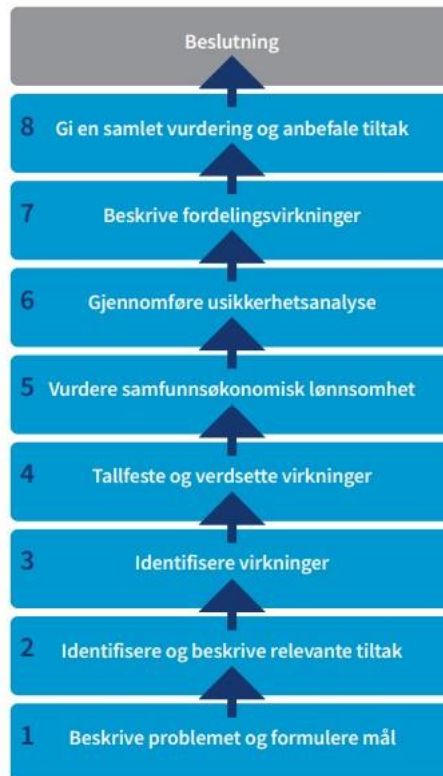 Beslutning
8 Gi en samlet vurdering og anbefale tiltak
7 Beskrive fordelingsvirkninger
6 Gjennomføre usikkerhetsanalyse
5 Vurdere samfunnsøkonomisk lønnsomhet
4 Tallfeste og verdsette virkninger
3 Identifisere virkninger
2 Identifisere og beskrive relevante tiltak
1 Beskrive problemet og formulere mål